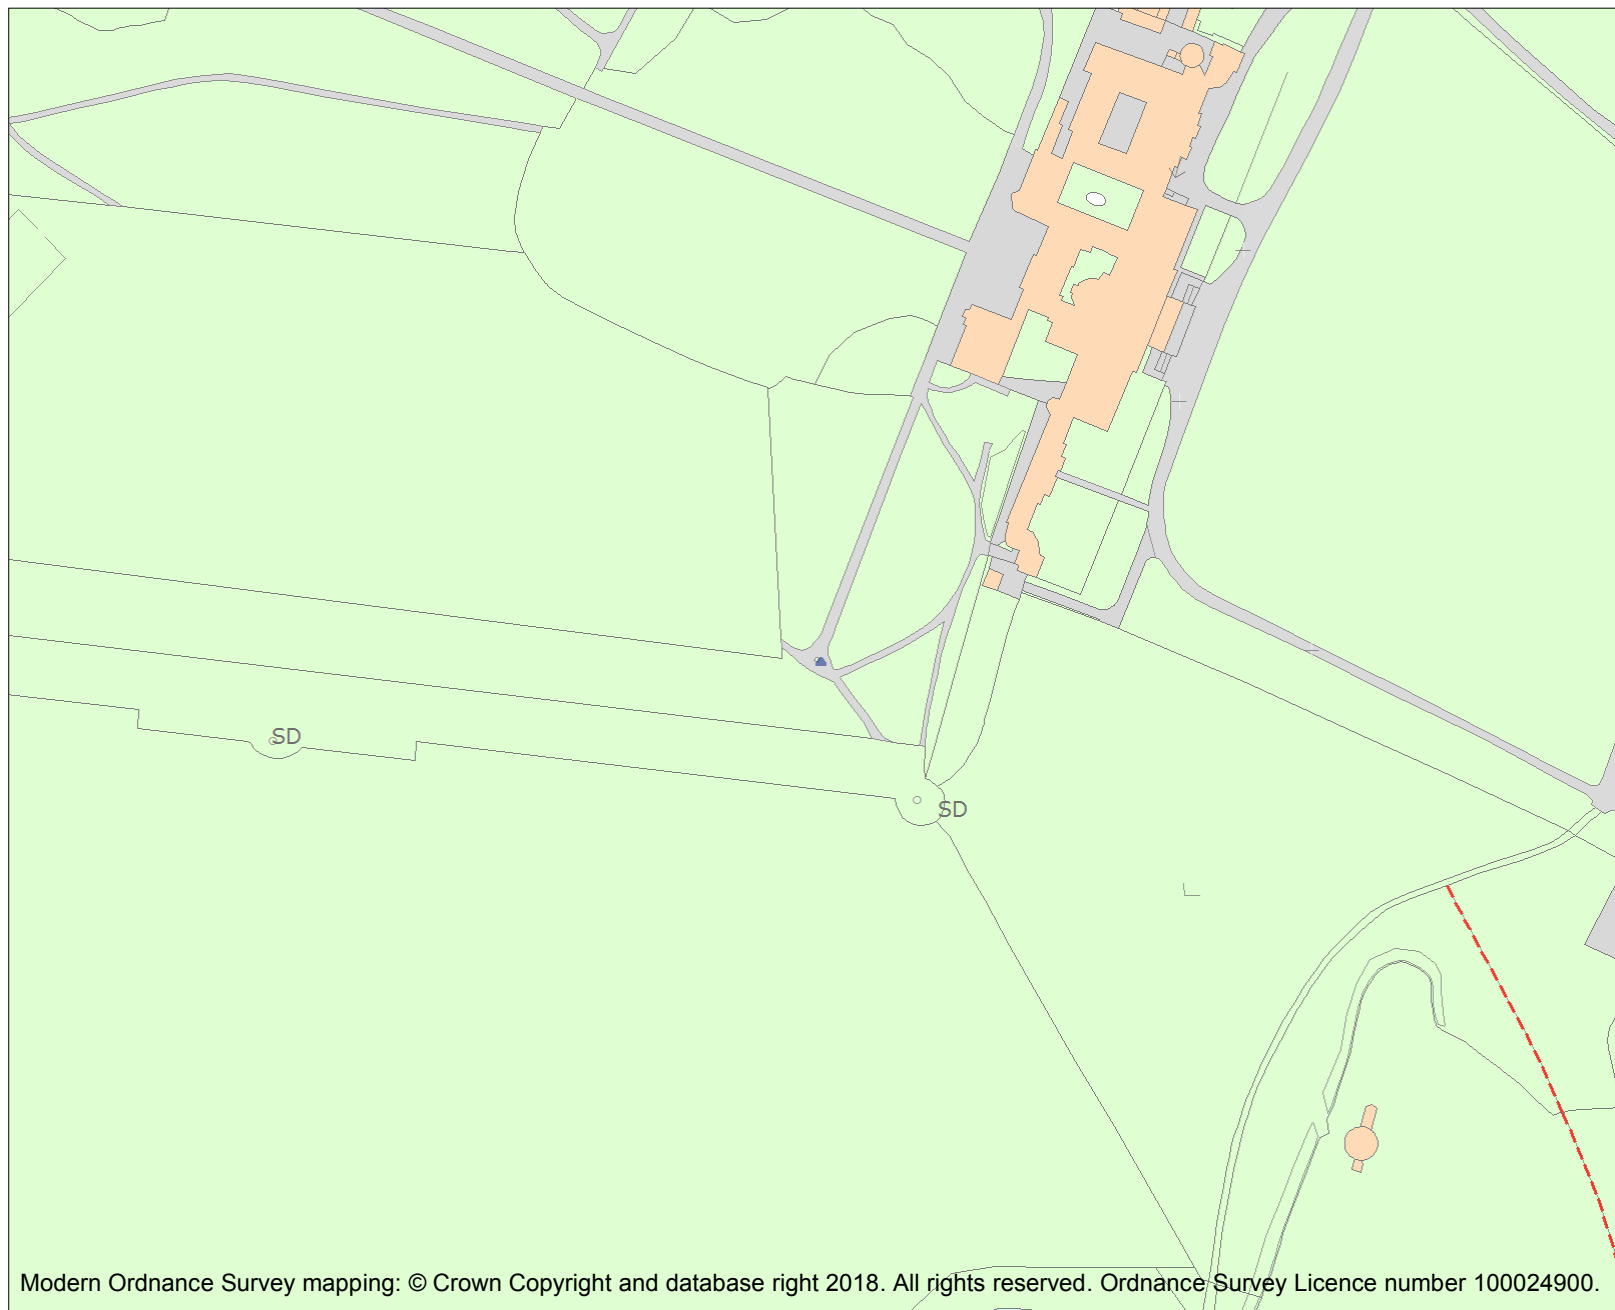 SD
SD
Modern Ordnance Survey mapping: © Crown Copyright and database right 2018. All rights reserved. Ordnance Survey Licence number 100024900.